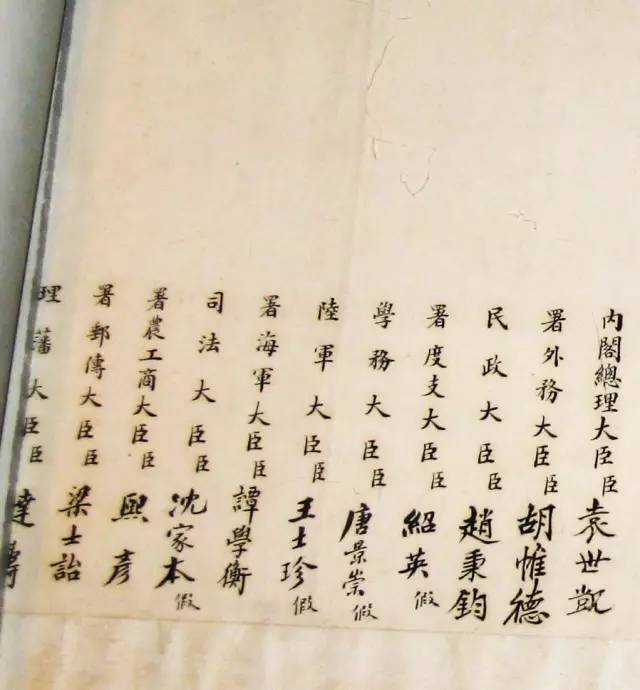 內閣總理大臣臣袁世凱
署外務大臣臣胡惟德
民政大臣臣趙秉鈞
署度支大臣臣紹英假
學務大臣臣唐景崇假
陸軍大臣臣王士珍假
署海軍大臣臣譚學衡
司法大臣臣沈家本假
署農工商大臣臣熙彥
署郵傳大臣臣梁士詒
理藩大臣臣達壽